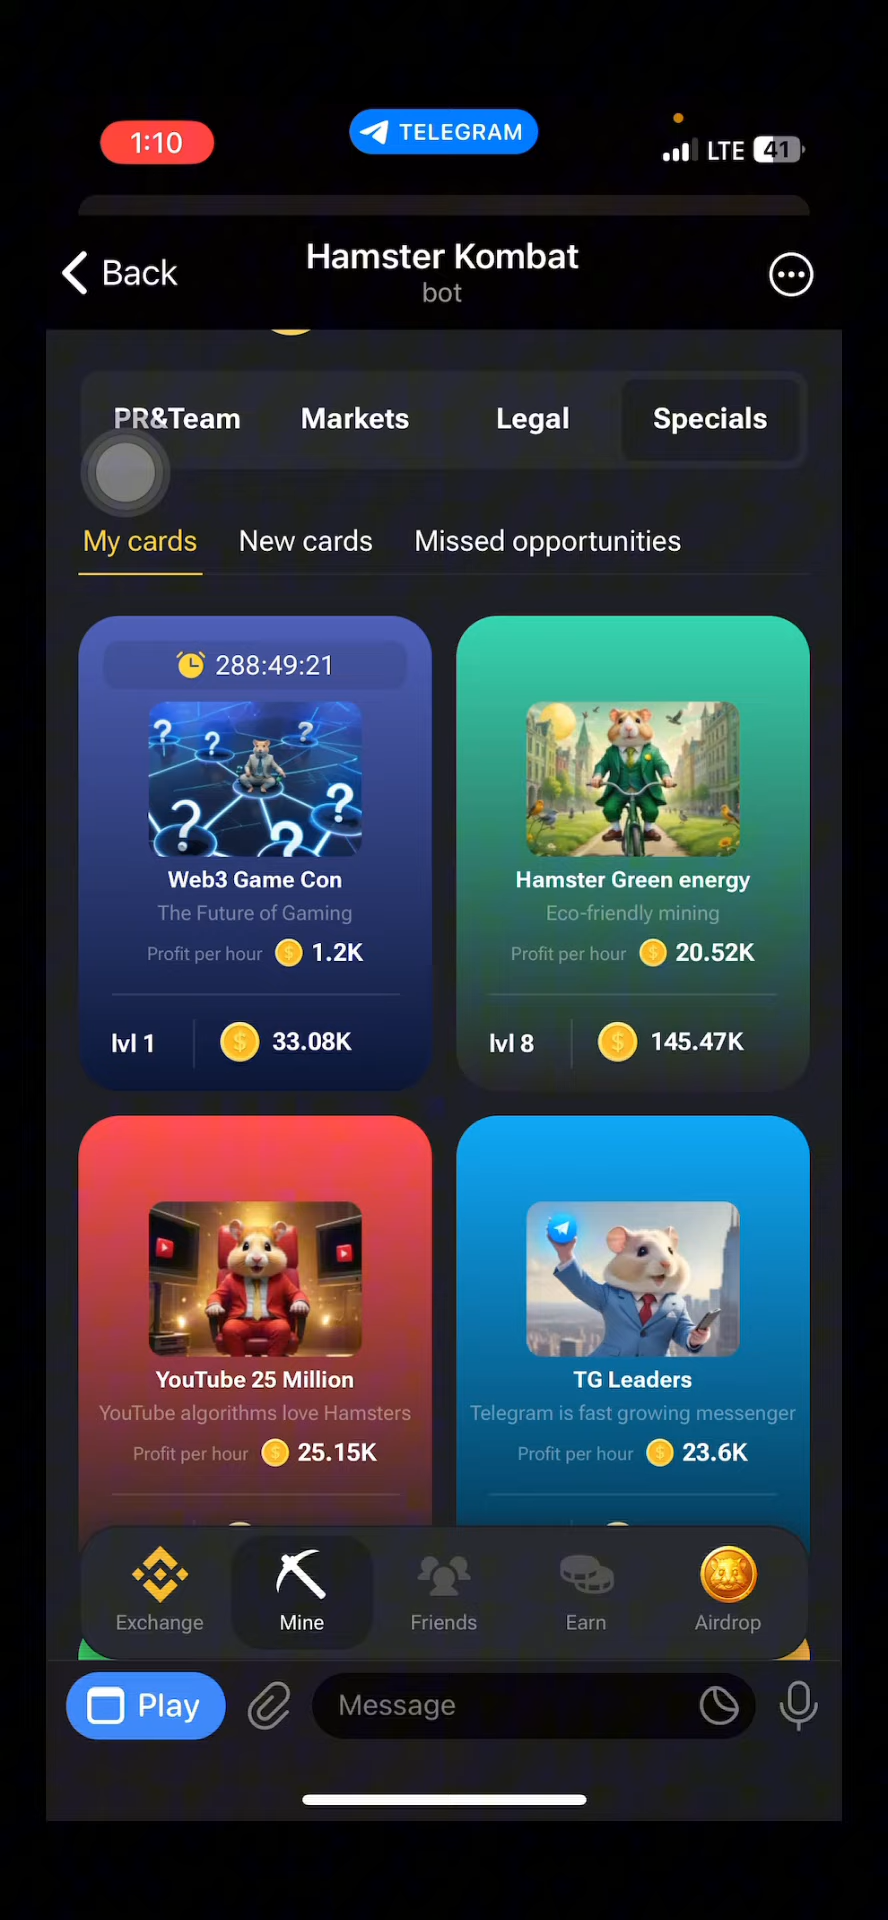 1:10
TELEGRAM
LTE 41
Back
Hamster Kombat
bot
PR&Team Markets Legal Specials
My cards New cards Missed opportunities
288:49:21
Web3 Game Con
The Future of Gaming
Profit per hour 1.2K
lvl 1 33.08K
Hamster Green energy
Eco-friendly mining
Profit per hour 20.52K
lvl 8 145.47K
YouTube 25 Million
YouTube algorithms love Hamsters
Profit per hour 25.15K
TG Leaders
Telegram is fast growing messenger
Profit per hour 23.6K
Exchange Mine Friends Earn Airdrop
Play Message